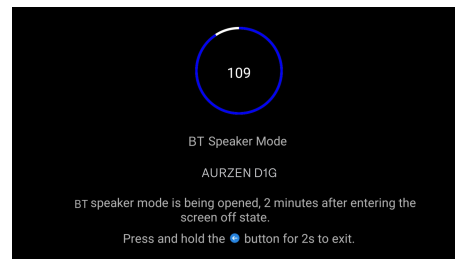 109
BT Speaker Mode
AURZEN D1G
BT speaker mode is being opened, 2 minutes after entering the
screen off state.
Press and hold the button for 2s to exit.